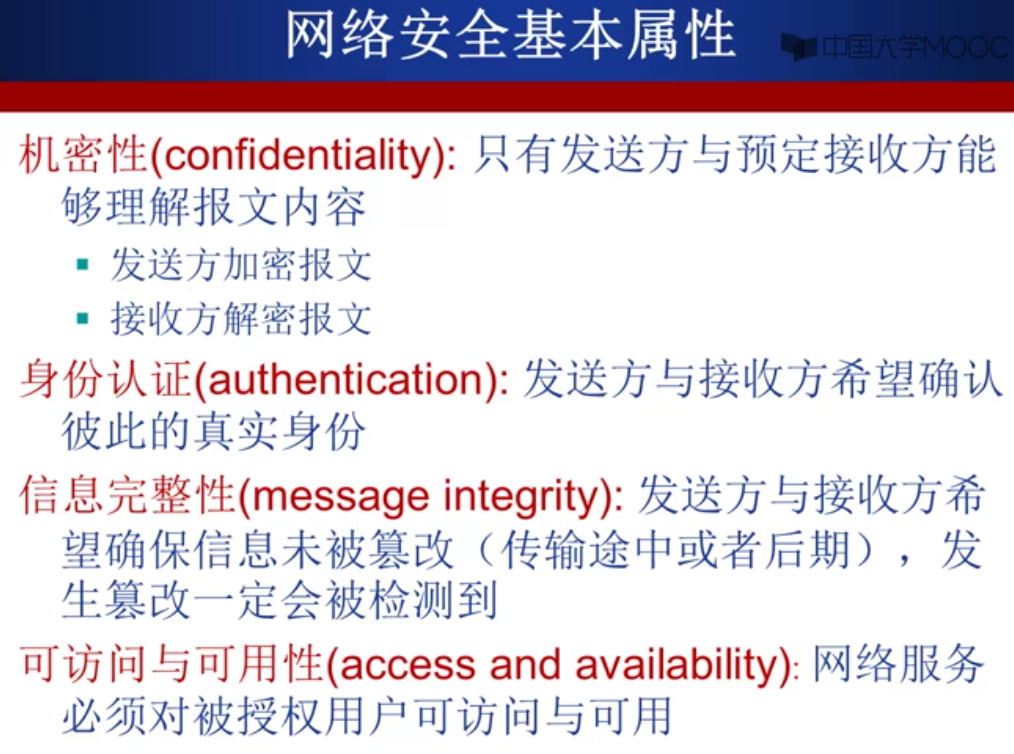 网络安全基本属性
中国大学MOOC
机密性(confidentiality): 只有发送方与预定接收方能
够理解报文内容
发送方加密报文
接收方解密报文
身份认证(authentication): 发送方与接收方希望确认
彼此的真实身份
信息完整性(message integrity): 发送方与接收方希
望确保信息未被篡改（传输途中或者后期），发
生篡改一定会被检测到
可访问与可用性(access and availability): 网络服务
必须对被授权用户可访问与可用